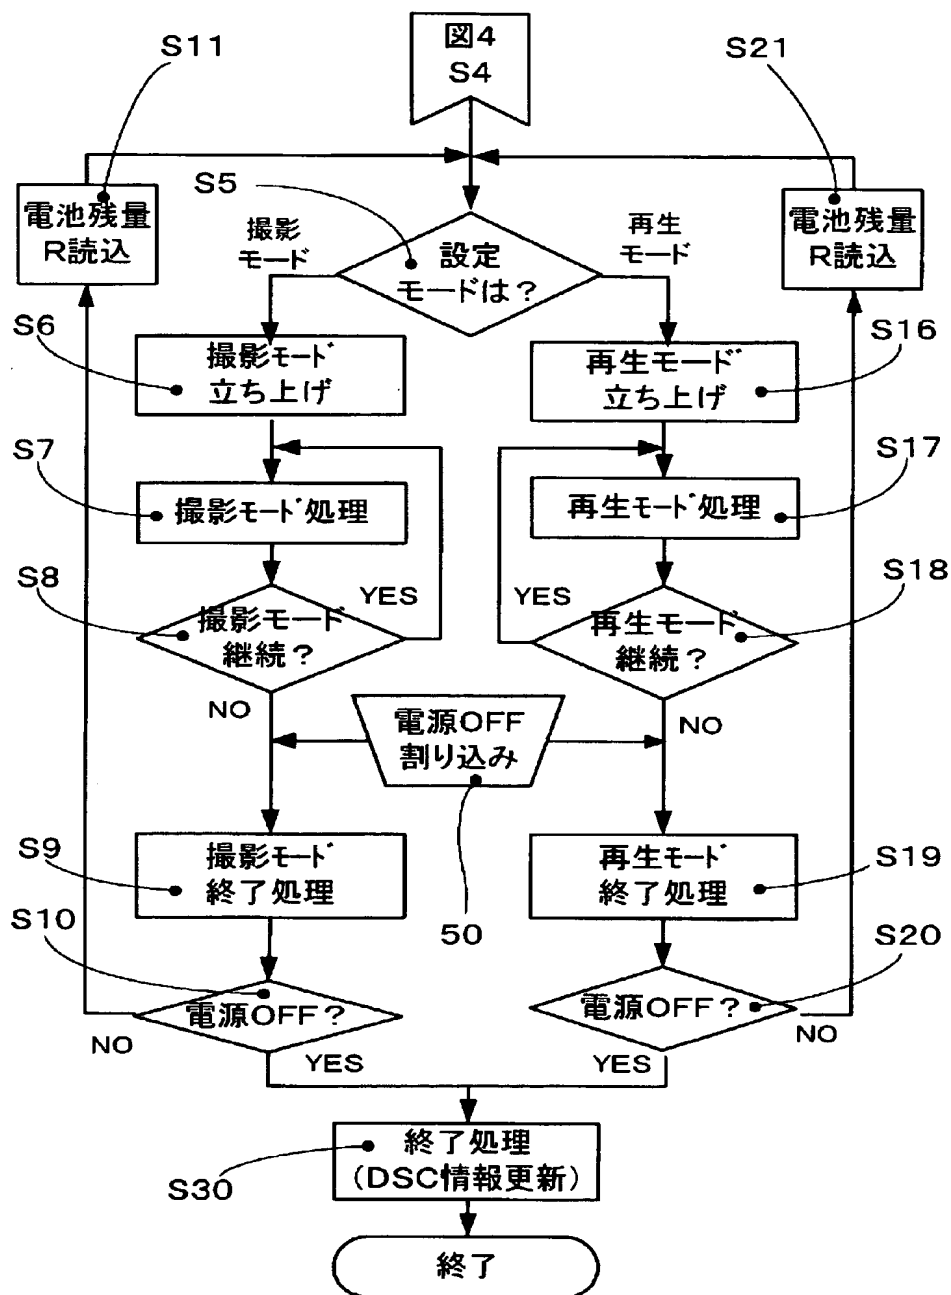 図4
S4
S11
S21
電池残量
R読込
S5
撮影
モード
再生
モード
電池残量
R読込
設定
モードは？
S6
撮影モード
立ち上げ
再生モード
立ち上げ
S16
S7
撮影モード処理
再生モード処理
S17
S8
撮影モード
継続？
YES
YES
再生モード
継続？
S18
NO
電源OFF
割り込み
NO
50
S9
撮影モード
終了処理
再生モード
終了処理
S19
S10
電源OFF？
電源OFF？
S20
NO
YES
YES
NO
S30
終了処理
（DSC情報更新）
終了